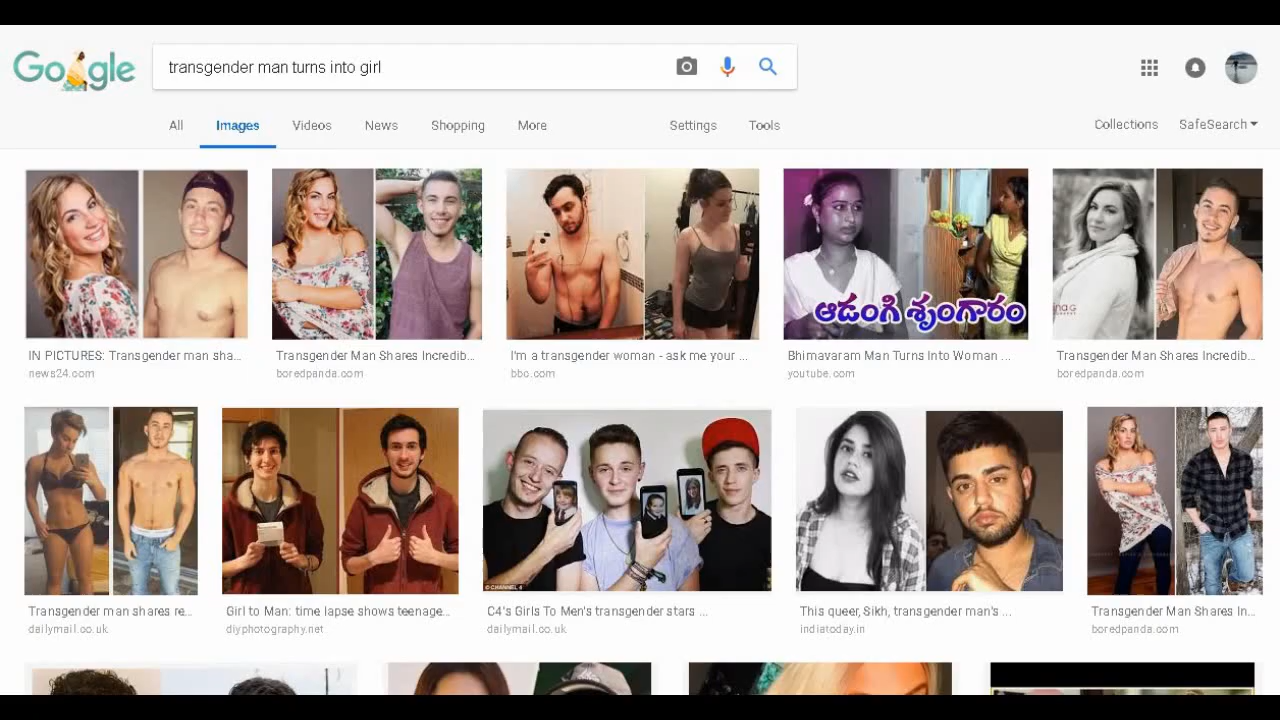 Google
transgender man turns into girl
All
Images
Videos
News
Shopping
More
Settings
Tools
Collections
SafeSearch
ఆడంగి శృంగారం
IN PICTURES: Transgender man sha...
news24.com
Transgender Man Shares Incredib...
boredpanda.com
I'm a transgender woman - ask me your ...
bbc.com
Bhimavaram Man Turns Into Woman ...
youtube.com
Transgender Man Shares Incredib...
boredpanda.com
© CHANNEL 4
Transgender man shares re...
dailymail.co.uk
Girl to Man: time lapse shows teenage...
diyphotography.net
C4's Girls To Men's transgender stars ...
dailymail.co.uk
This queer, Sikh, transgender man's ...
indiatoday.in
Transgender Man Shares In...
boredpanda.com